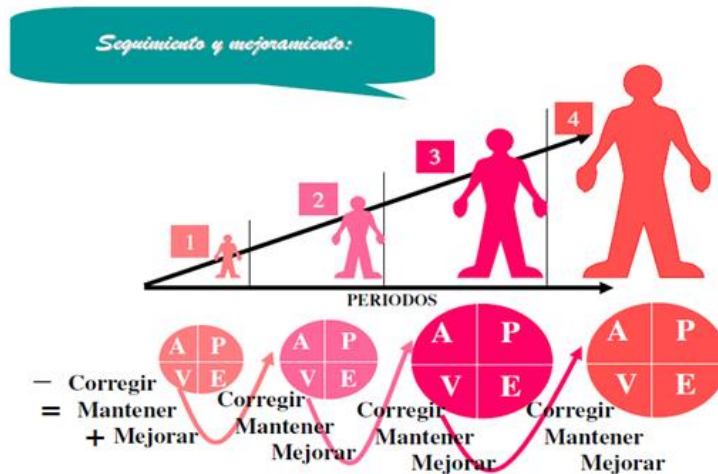 Seguimiento y mejoramiento:
1
2
3
4
PERIODOS
A P
V E
A P
V E
A P
V E
A P
V E
– Corregir
= Mantener
+ Mejorar
Corregir
Mantener
Mejorar
Corregir
Mantener
Mejorar
Corregir
Mantener
Mejorar